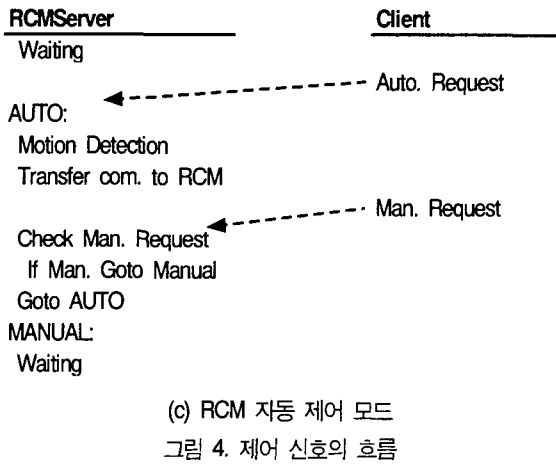 RCMServer Client
Waiting
Auto. Request
AUTO:
Motion Detection
Transfer com. to RCM
Man. Request
Check Man. Request
If Man. Goto Manual
Goto AUTO
MANUAL:
Waiting
(c) RCM 자동 제어 모드
그림 4. 제어 신호의 흐름